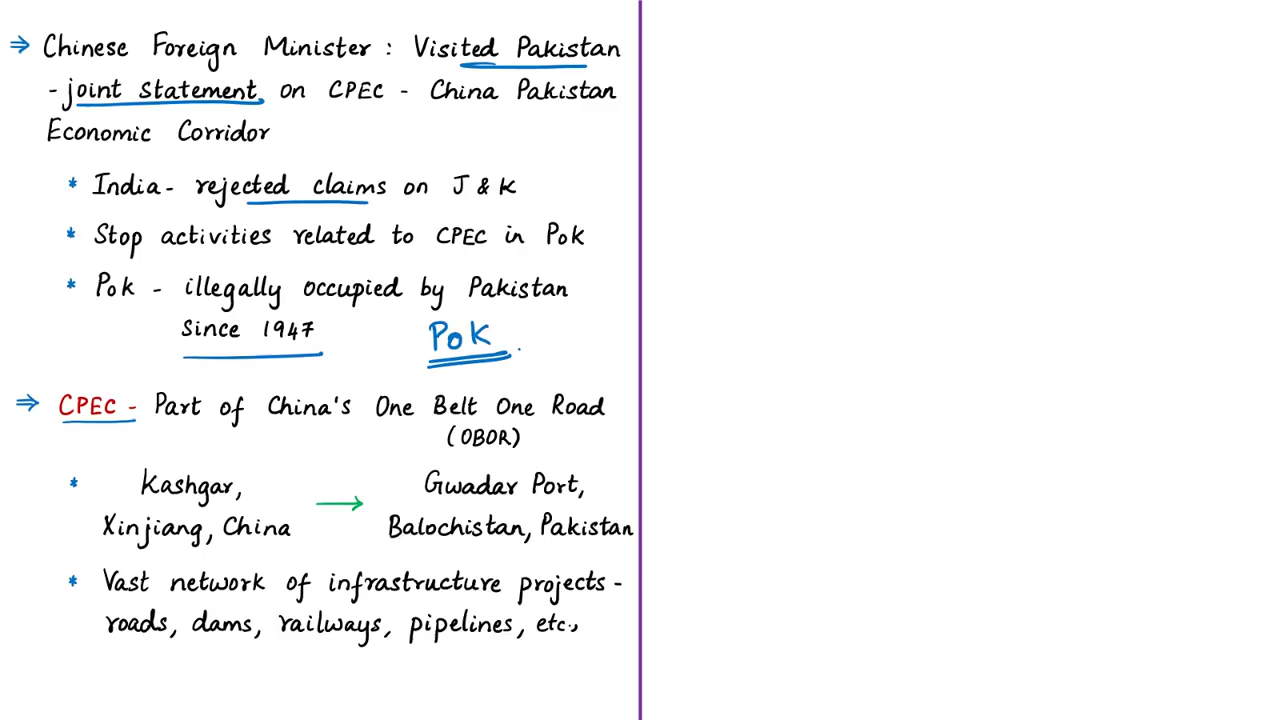 ⇒ Chinese Foreign Minister : Visited Pakistan
- joint statement on CPEC - China Pakistan
Economic Corridor
* India - rejected claims on J & K
* Stop activities related to CPEC in PoK
* Pok - illegally occupied by Pakistan
since 1947
PoK
⇒ CPEC - Part of China's One Belt One Road
(OBOR)
* Kashgar,
Xinjiang, China
→
Gwadar Port,
Balochistan, Pakistan
* Vast network of infrastructure projects -
roads, dams, railways, pipelines, etc.,